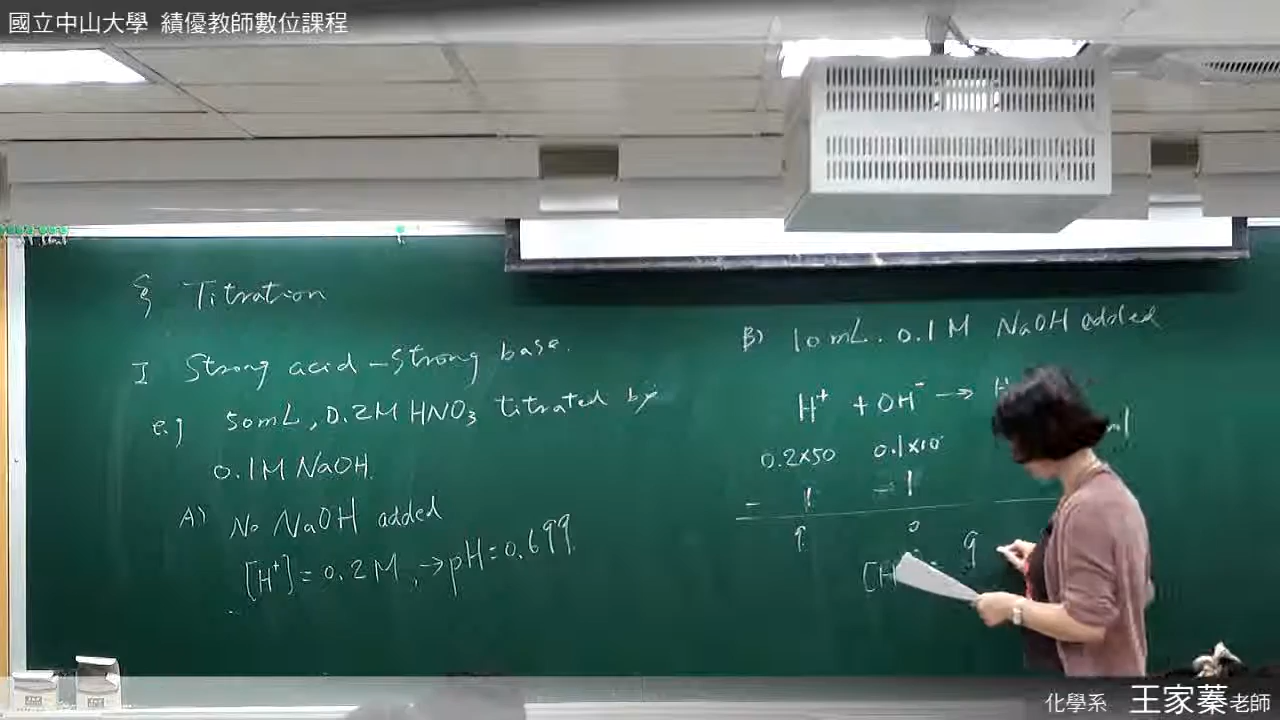 國立中山大學 績優教師數位課程
§ Titration
I Strong acid – Strong base.
e.g 50mL, 0.2M HNO₃ titrated by
0.1M NaOH.
A) No NaOH added
[H⁺] = 0.2M, → pH = 0.699
B) 10mL. 0.1M NaOH added
H⁺ + OH⁻ → H
0.2×50 0.1×10
- 1 - 1
9 0
[H = 9
化學系 王家蓁老師